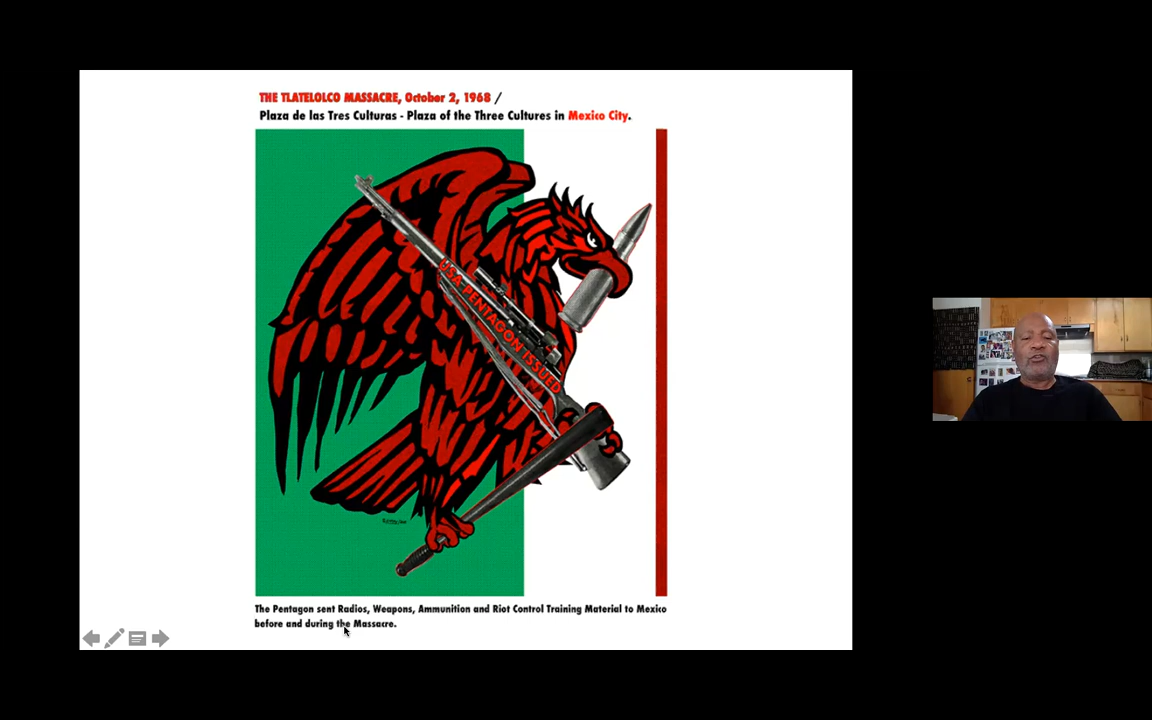 THE TLATELOLCO MASSACRE, October 2, 1968 /
Plaza de las Tres Culturas - Plaza of the Three Cultures in Mexico City.
USA-PENTAGON ISSUED
The Pentagon sent Radios, Weapons, Ammunition and Riot Control Training Material to Mexico
before and during the Massacre.